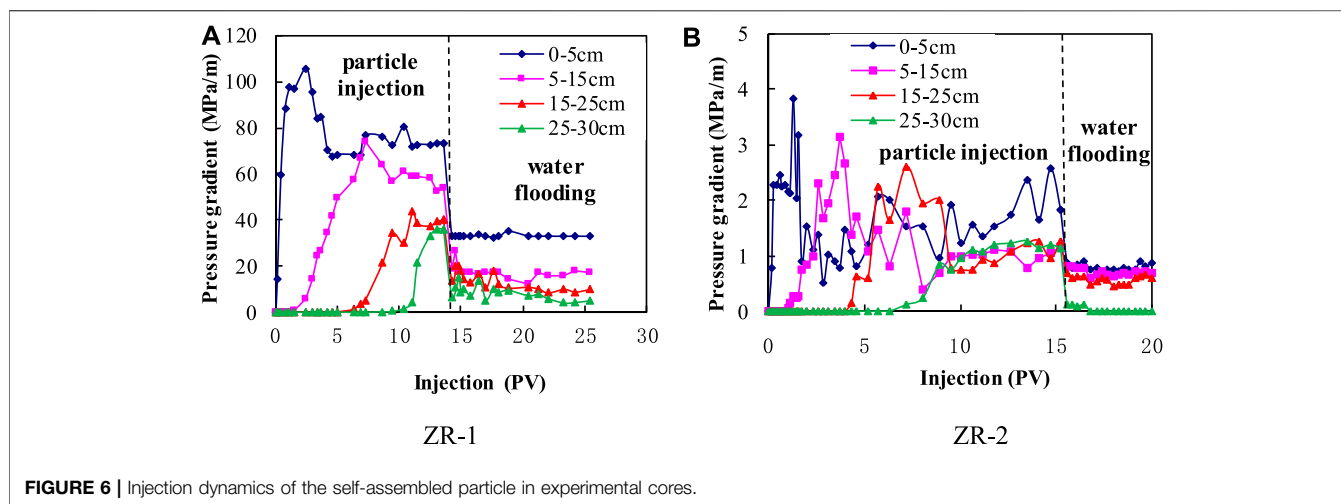 A
120
100
80
60
40
20
0
Pressure gradient (MPa/m)
particle
injection
0-5cm
5-15cm
15-25cm
25-30cm
water
flooding
0 5 10 15 20 25 30
Injection (PV)
ZR-1
B
5
4
3
2
1
0
Pressure gradient (MPa/m)
0-5cm
5-15cm
15-25cm
25-30cm
particle injection
water
flooding
0 5 10 15 20
Injection (PV)
ZR-2
FIGURE 6 | Injection dynamics of the self-assembled particle in experimental cores.